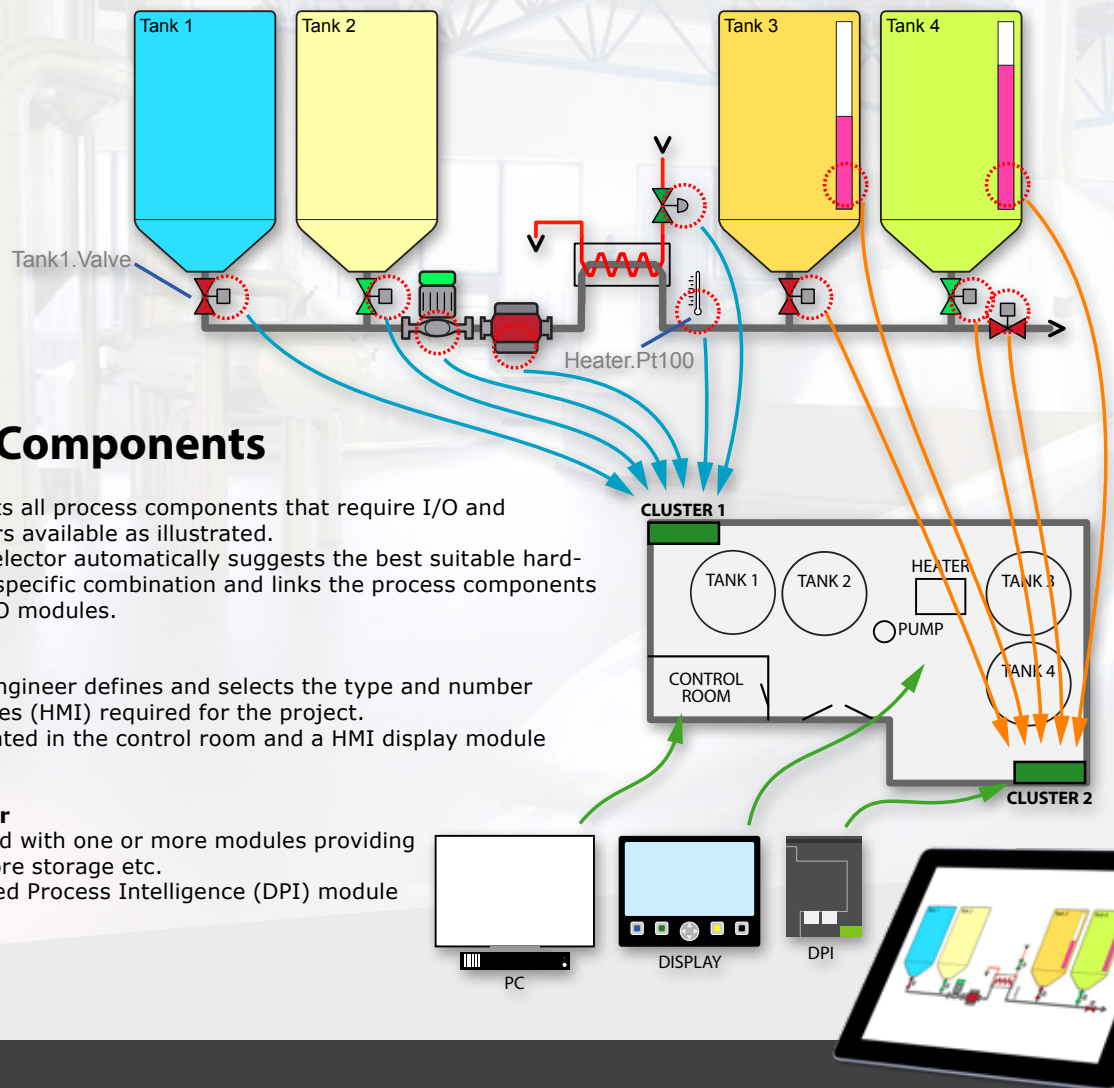 Tank 1
Tank 2
Tank 3
Tank 4
Tank1.Valve
Heater.Pt100
Components
ts all process components that require I/O and
rs available as illustrated.
elector automatically suggests the best suitable hard-
specific combination and links the process components
O modules.
ngineer defines and selects the type and number
es (HMI) required for the project.
ated in the control room and a HMI display module
r
d with one or more modules providing
ore storage etc.
ed Process Intelligence (DPI) module
CLUSTER 1
TANK 1
TANK 2
HEATER
TANK 3
PUMP
TANK 4
CONTROL
ROOM
CLUSTER 2
PC
DISPLAY
DPI